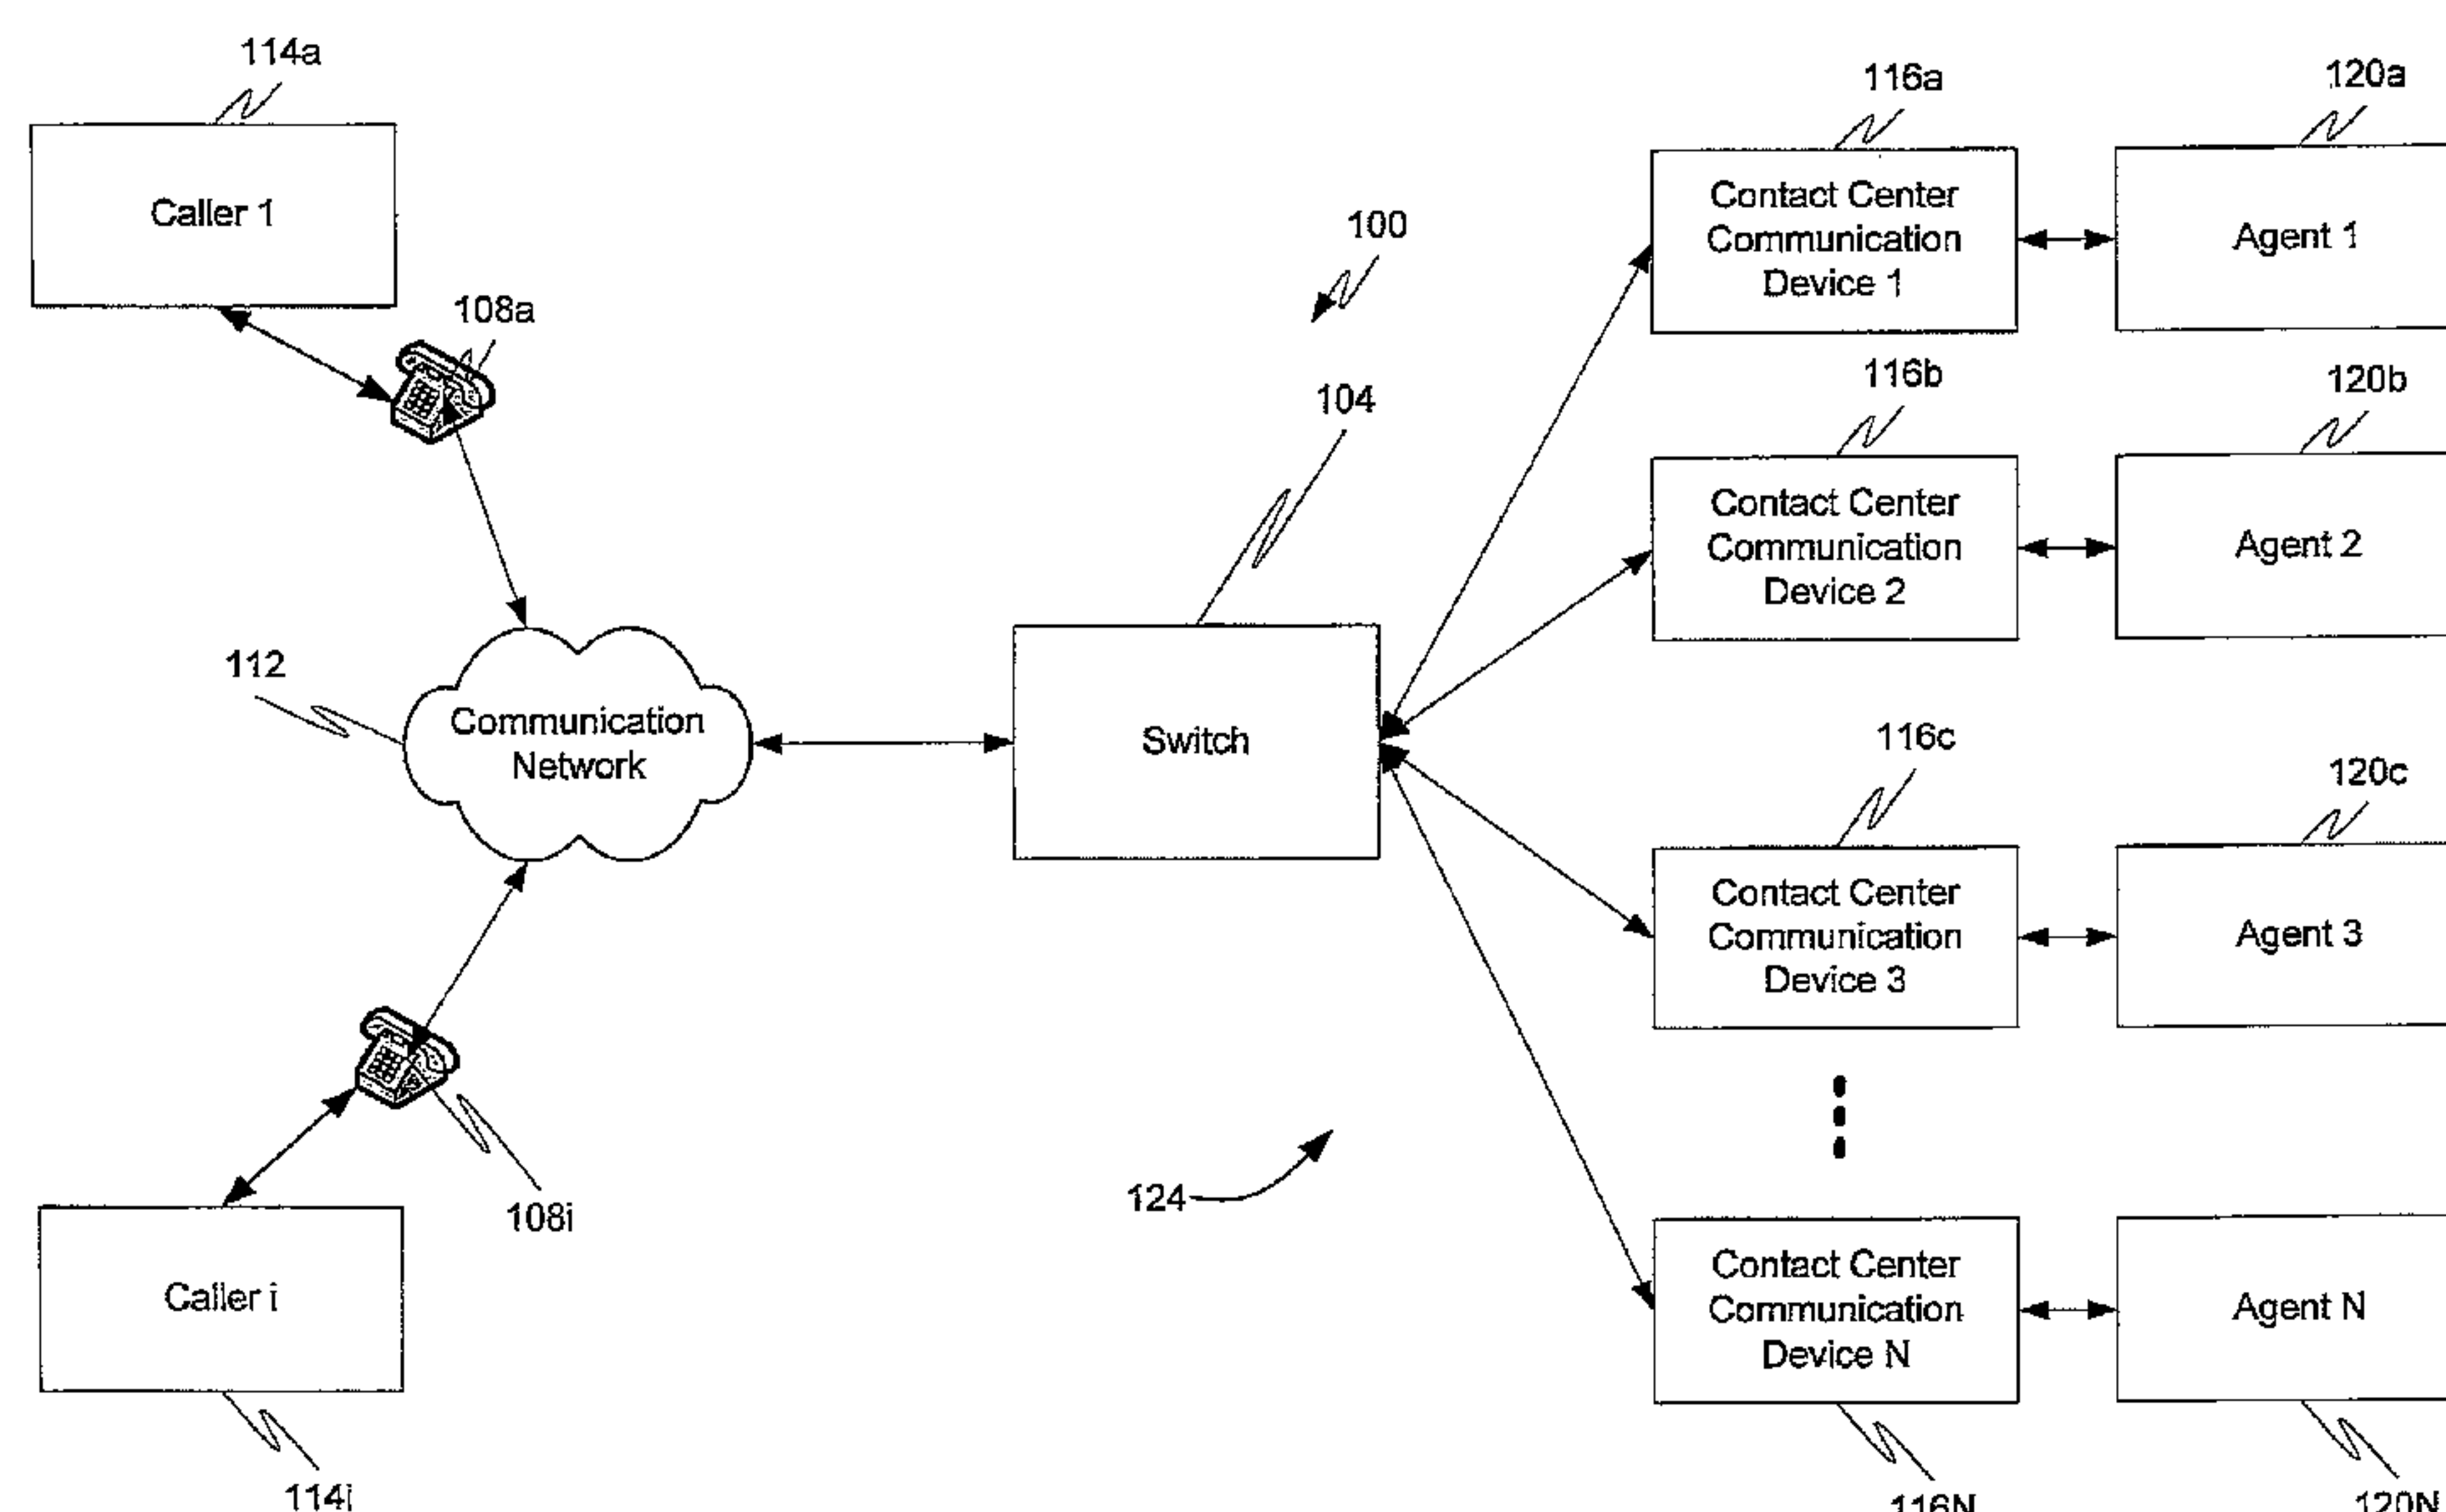 114a
Caller 1
108a
112
Communication
Network
108i
Caller i
114i
100
104
Switch
124
116a
Contact Center
Communication
Device 1
120a
Agent 1
116b
Contact Center
Communication
Device 2
120b
Agent 2
116c
Contact Center
Communication
Device 3
120c
Agent 3
Contact Center
Communication
Device N
116N
Agent N
120N